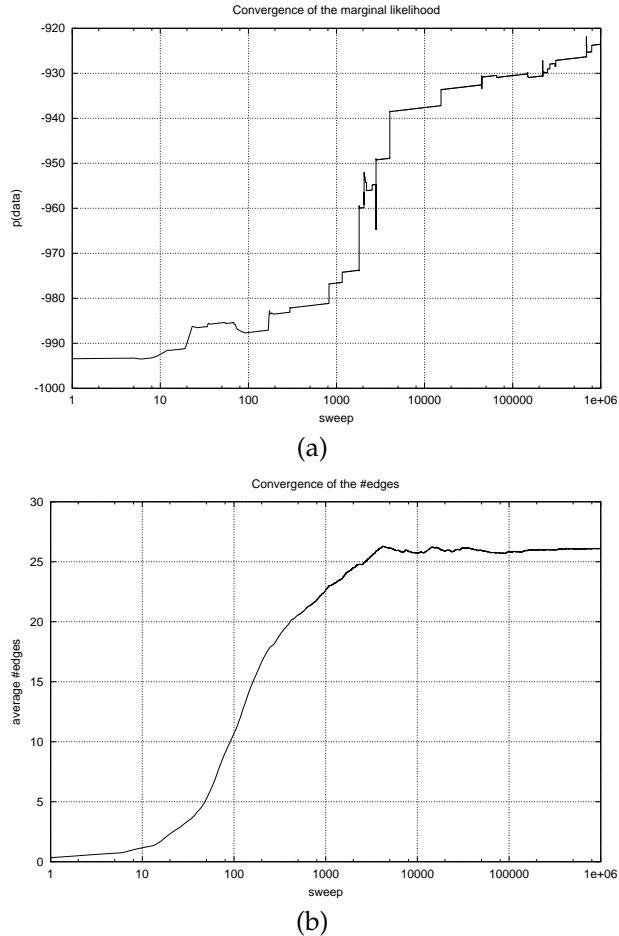 Convergence of the marginal likelihood
-920
-930
-940
-950
-960
-970
-980
-990
-1000
p(data)
1 10 100 1000 10000 100000 1e+06
sweep
(a)
Convergence of the #edges
30
25
20
15
10
5
0
average #edges
1 10 100 1000 10000 100000 1e+06
sweep
(b)